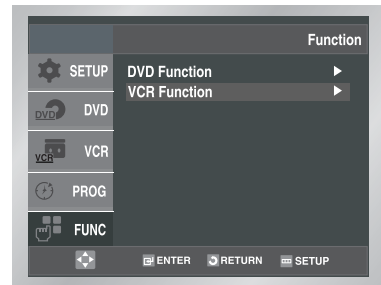 Function
SETUP
DVD Function ►
VCR Function ►
DVD DVD
VCR VCR
PROG
FUNC
ENTER RETURN SETUP